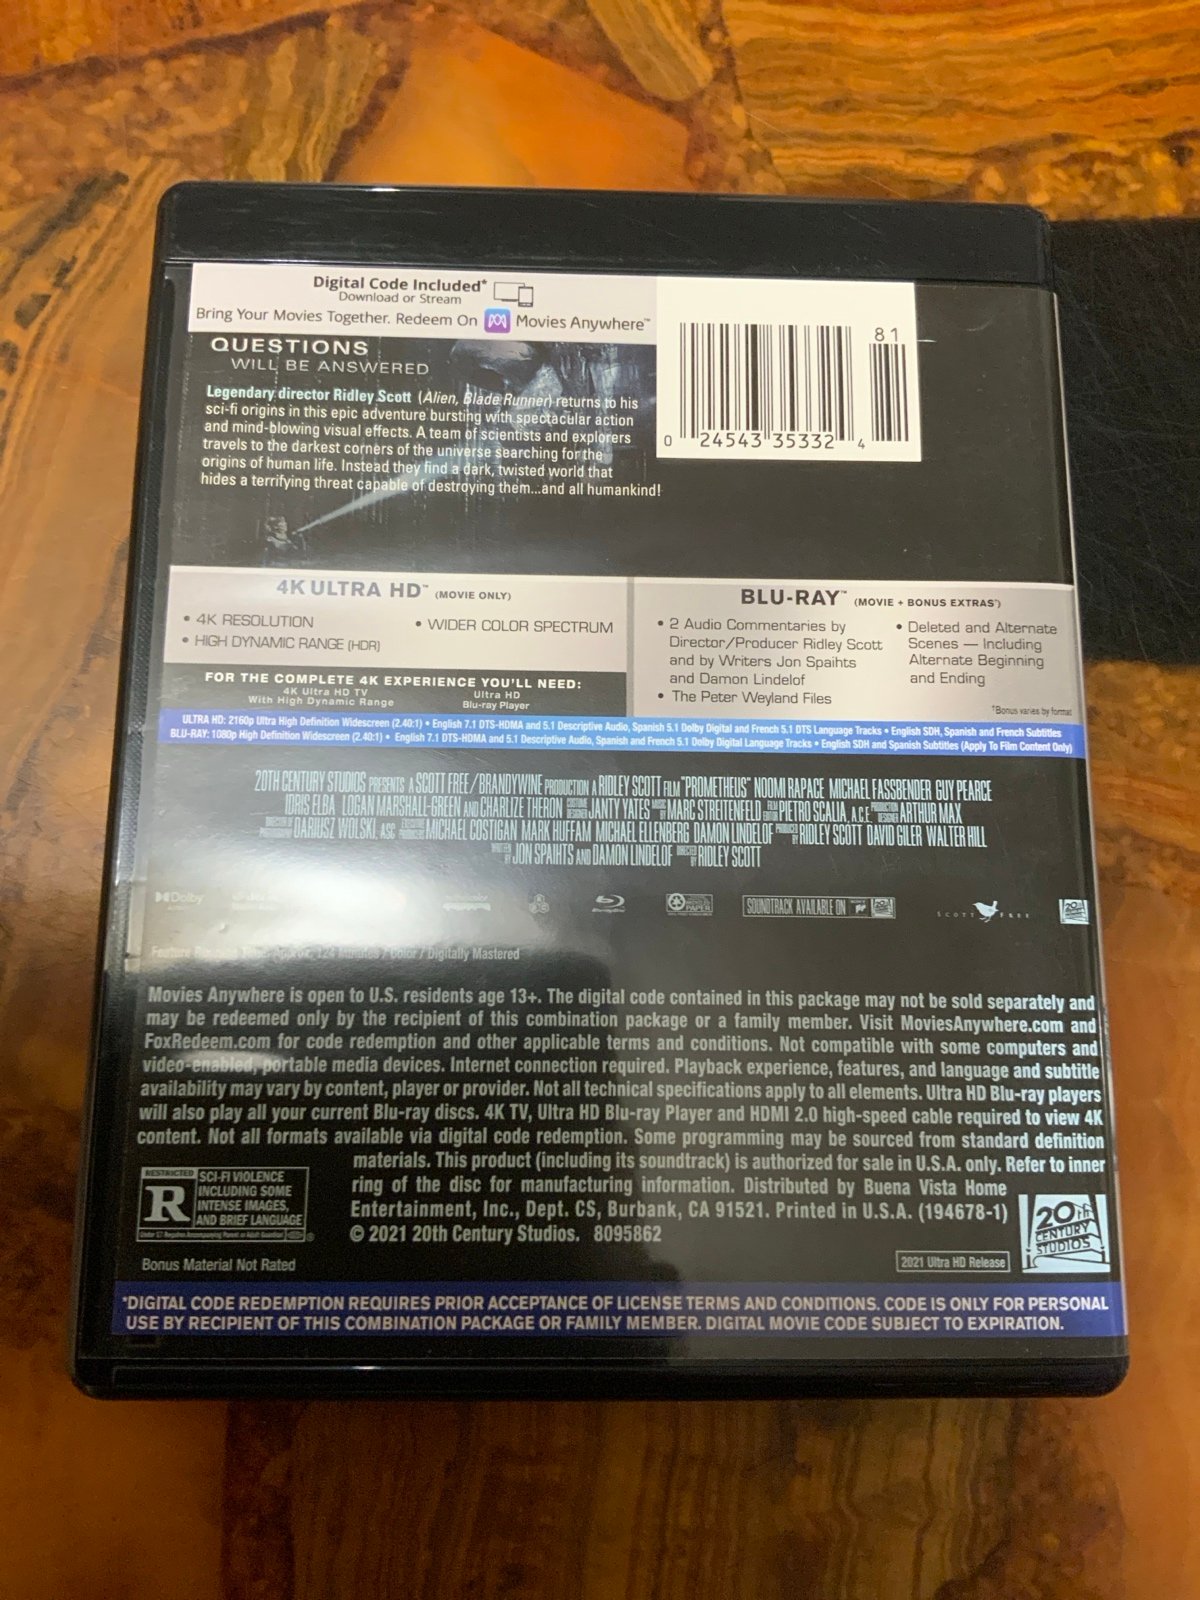 Digital Code Included*
Download or Stream
Bring Your Movies Together. Redeem On Movies Anywhere™
81
0 24543 35332 4
QUESTIONS
WILL BE ANSWERED
Legendary director Ridley Scott (Alien, Blade Runner) returns to his
sci-fi origins in this epic adventure bursting with spectacular action
and mind-blowing visual effects. A team of scientists and explorers
travels to the darkest corners of the universe searching for the
origins of human life. Instead they find a dark, twisted world that
hides a terrifying threat capable of destroying them...and all humankind!
4K ULTRA HD™ (MOVIE ONLY)
• 4K RESOLUTION
• HIGH DYNAMIC RANGE (HDR)
• WIDER COLOR SPECTRUM
FOR THE COMPLETE 4K EXPERIENCE YOU'LL NEED:
4K Ultra HD TV
With High Dynamic Range
Ultra HD
Blu-ray Player
BLU-RAY™ (MOVIE + BONUS EXTRAS†)
• 2 Audio Commentaries by
Director/Producer Ridley Scott
and by Writers Jon Spaihts
and Damon Lindelof
• The Peter Weyland Files
• Deleted and Alternate
Scenes — Including
Alternate Beginning
and Ending
†Bonus varies by format
ULTRA HD: 2160p Ultra High Definition Widescreen (2.40:1) • English 7.1 DTS-HDMA and 5.1 Descriptive Audio, Spanish 5.1 Dolby Digital and French 5.1 DTS Language Tracks • English SDH, Spanish and French Subtitles
BLU-RAY: 1080p High Definition Widescreen (2.40:1) • English 7.1 DTS-HDMA and 5.1 Descriptive Audio, Spanish and French 5.1 Dolby Digital Language Tracks • English SDH and Spanish Subtitles (Apply To Film Content Only)
20TH CENTURY STUDIOS PRESENTS A SCOTT FREE / BRANDYWINE PRODUCTION A RIDLEY SCOTT FILM "PROMETHEUS" NOOMI RAPACE MICHAEL FASSBENDER GUY PEARCE
IDRIS ELBA LOGAN MARSHALL-GREEN AND CHARLIZE THERON COSTUME DESIGNER JANTY YATES MUSIC BY MARC STREITENFELD FILM EDITOR PIETRO SCALIA, A.C.E. PRODUCTION DESIGNER ARTHUR MAX
DIRECTOR OF PHOTOGRAPHY DARIUSZ WOLSKI, ASC EXECUTIVE PRODUCERS MICHAEL COSTIGAN MARK HUFFAM MICHAEL ELLENBERG DAMON LINDELOF PRODUCED BY RIDLEY SCOTT DAVID GILER WALTER HILL
WRITTEN BY JON SPAIHTS AND DAMON LINDELOF DIRECTED BY RIDLEY SCOTT
Dolby
Blu-ray Disc
PAPER
SOUNDTRACK AVAILABLE ON
SCOTT FREE
Approx. 124 Minutes / Color / Digitally Mastered
Movies Anywhere is open to U.S. residents age 13+. The digital code contained in this package may not be sold separately and
may be redeemed only by the recipient of this combination package or a family member. Visit MoviesAnywhere.com and
FoxRedeem.com for code redemption and other applicable terms and conditions. Not compatible with some computers and
video-enabled, portable media devices. Internet connection required. Playback experience, features, and language and subtitle
availability may vary by content, player or provider. Not all technical specifications apply to all elements. Ultra HD Blu-ray players
will also play all your current Blu-ray discs. 4K TV, Ultra HD Blu-ray Player and HDMI 2.0 high-speed cable required to view 4K
content. Not all formats available via digital code redemption. Some programming may be sourced from standard definition
materials. This product (including its soundtrack) is authorized for sale in U.S.A. only. Refer to inner
ring of the disc for manufacturing information. Distributed by Buena Vista Home
Entertainment, Inc., Dept. CS, Burbank, CA 91521. Printed in U.S.A. (194678-1)
© 2021 20th Century Studios. 8095862
RESTRICTED
R
SCI-FI VIOLENCE
INCLUDING SOME
INTENSE IMAGES,
AND BRIEF LANGUAGE
Under 17 Requires Accompanying Parent or Adult Guardian
Bonus Material Not Rated
2021 Ultra HD Release
20TH
CENTURY
STUDIOS
*DIGITAL CODE REDEMPTION REQUIRES PRIOR ACCEPTANCE OF LICENSE TERMS AND CONDITIONS. CODE IS ONLY FOR PERSONAL
USE BY RECIPIENT OF THIS COMBINATION PACKAGE OR FAMILY MEMBER. DIGITAL MOVIE CODE SUBJECT TO EXPIRATION.